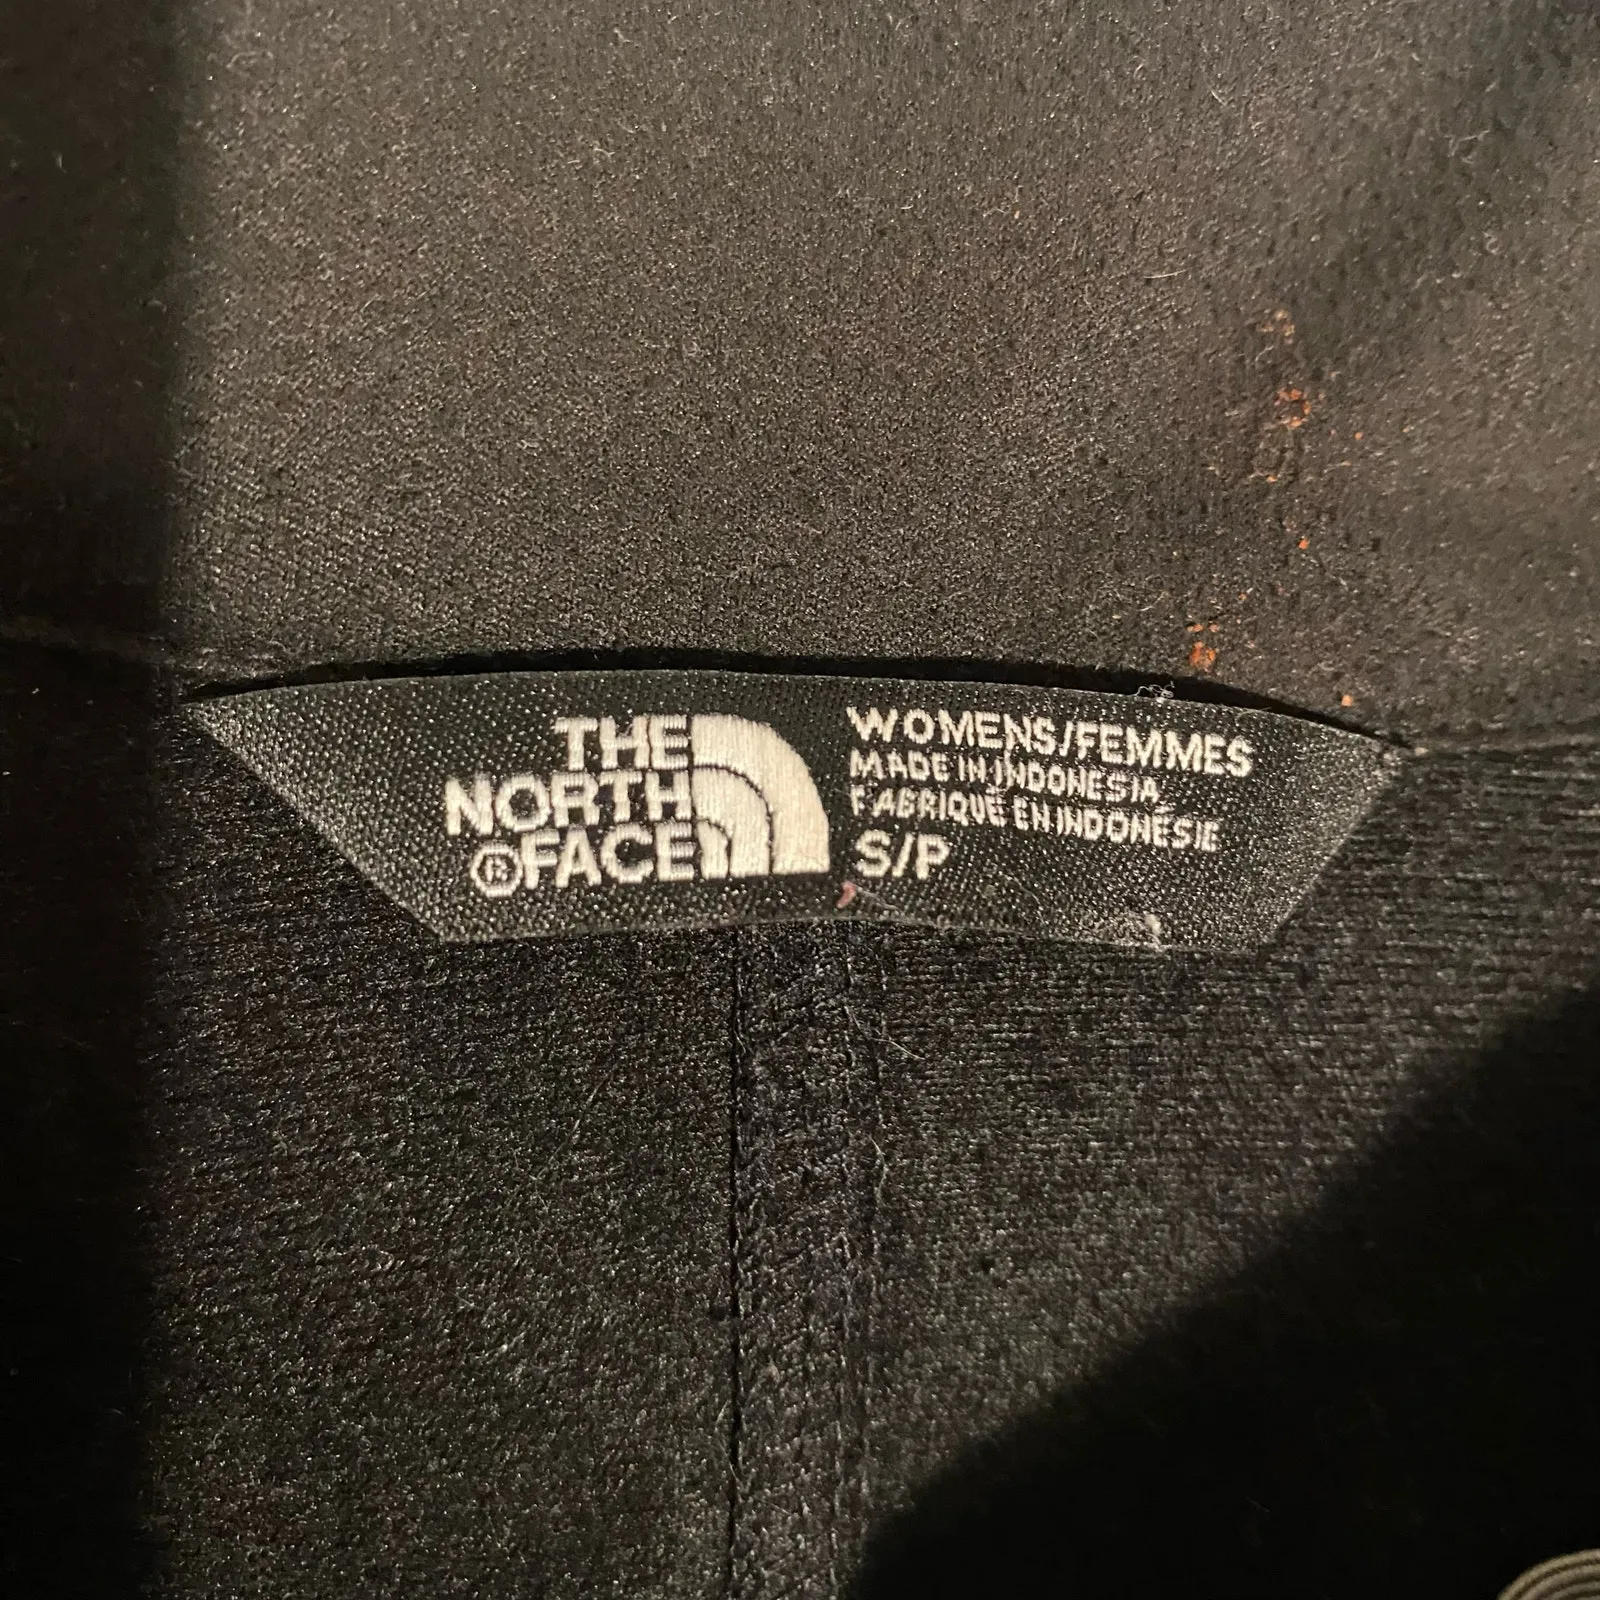 THE
NORTH
®FACE
WOMENS/FEMMES
MADE IN INDONESIA
FABRIQUÉ EN INDONÉSIE
S/P